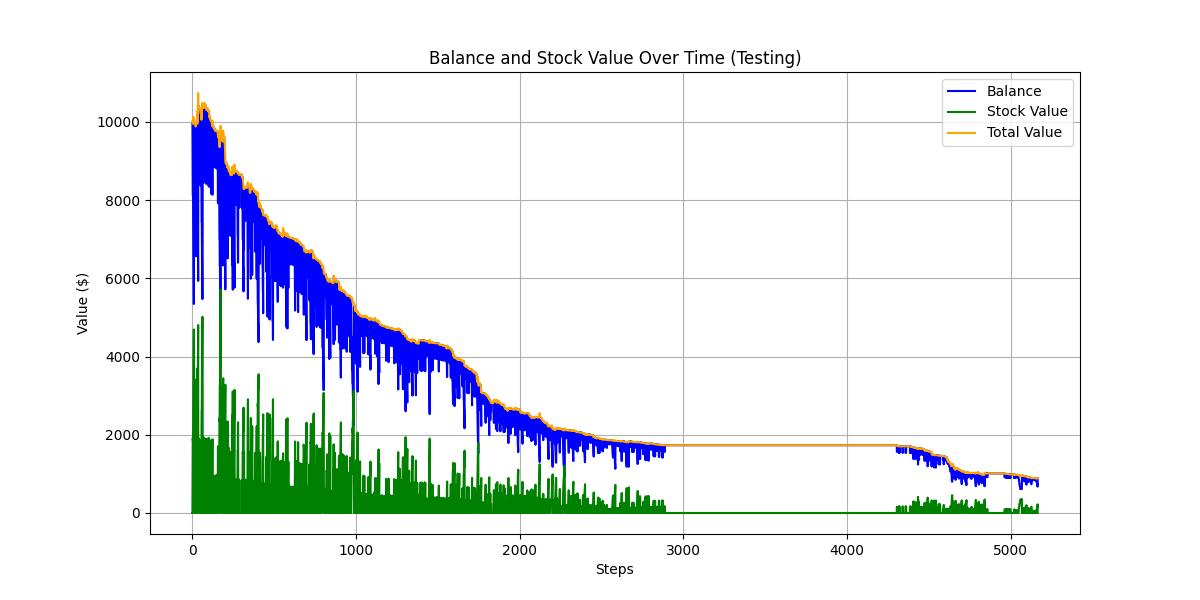 Balance and Stock Value Over Time (Testing)
Balance
Stock Value
Total Value
10000
8000
6000
4000
2000
0
Value ($)
0
1000
2000
3000
4000
5000
Steps